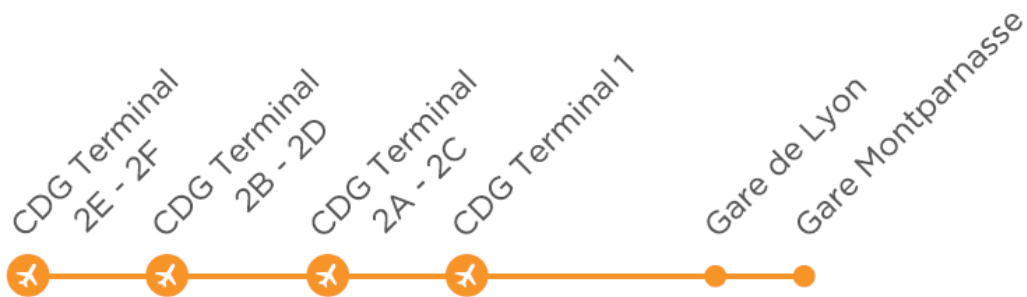 CDG Terminal
2E - 2F
CDG Terminal
2B - 2D
CDG Terminal
2A - 2C
CDG Terminal 1
Gare de Lyon
Gare Montparnasse